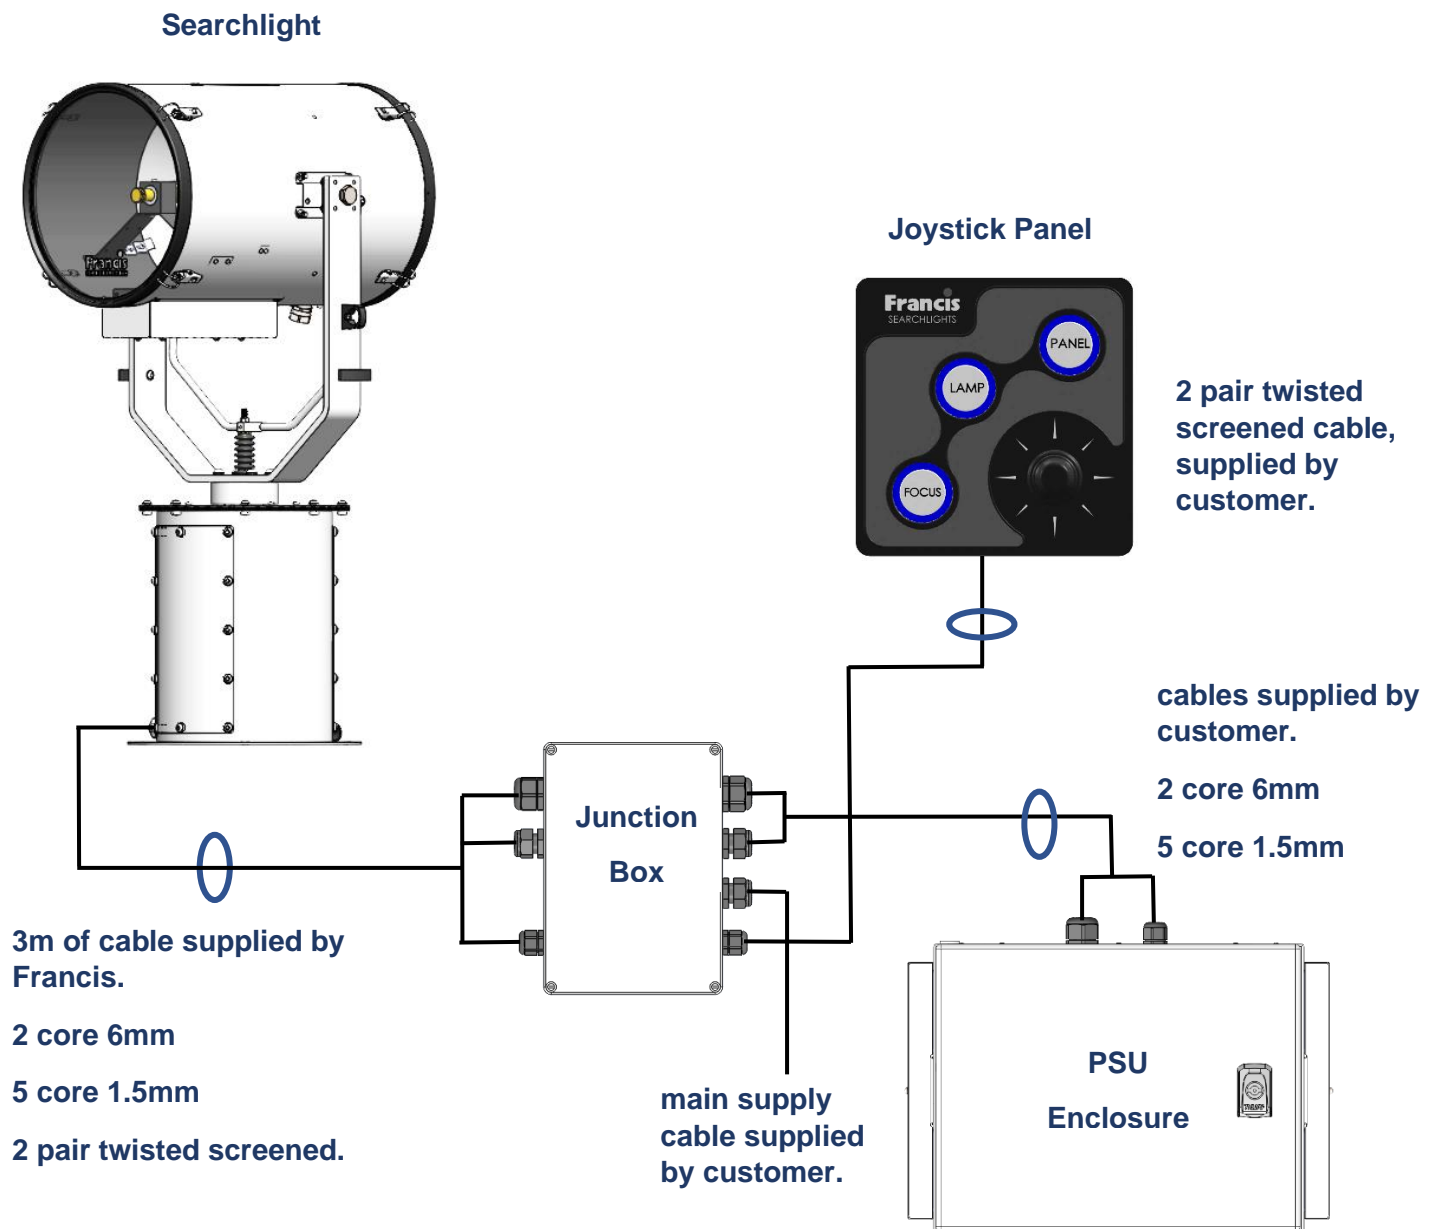 Searchlight
Francis
Joystick Panel
Francis
SEARCHLIGHTS
PANEL
LAMP
FOCUS
2 pair twisted
screened cable,
supplied by
customer.
cables supplied by
customer.
2 core 6mm
5 core 1.5mm
Junction
Box
3m of cable supplied by
Francis.
2 core 6mm
5 core 1.5mm
2 pair twisted screened.
main supply
cable supplied
by customer.
PSU
Enclosure